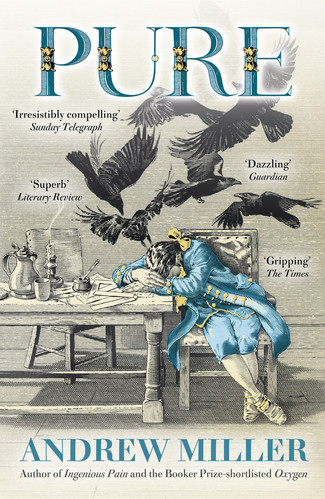 PURE
'Irresistibly compelling'
Sunday Telegraph
'Dazzling'
Guardian
'Superb'
Literary Review
'Gripping'
The Times
ANDREW MILLER
Author of Ingenious Pain and the Booker Prize-shortlisted Oxygen